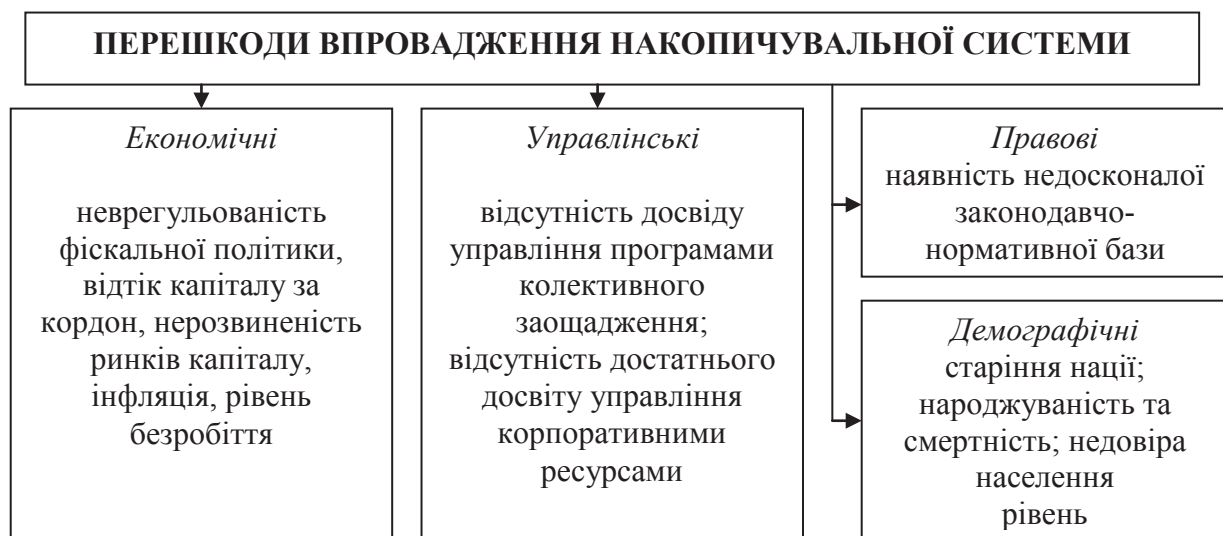 ПЕРЕШКОДИ ВПРОВАДЖЕННЯ НАКОПИЧУВАЛЬНОЇ СИСТЕМИ
Економічні
неврегульованість
фіскальної політики,
відтік капіталу за
кордон, нерозвиненість
ринків капіталу,
інфляція, рівень
безробіття
Управлінські
відсутність досвіду
управління програмами
колективного
заощадження;
відсутність достатнього
досвіту управління
корпоративними
ресурсами
Правові
наявність недосконалої
законодавчо-
нормативної бази
Демографічні
старіння нації;
народжуваність та
смертність; недовіра
населення
рівень